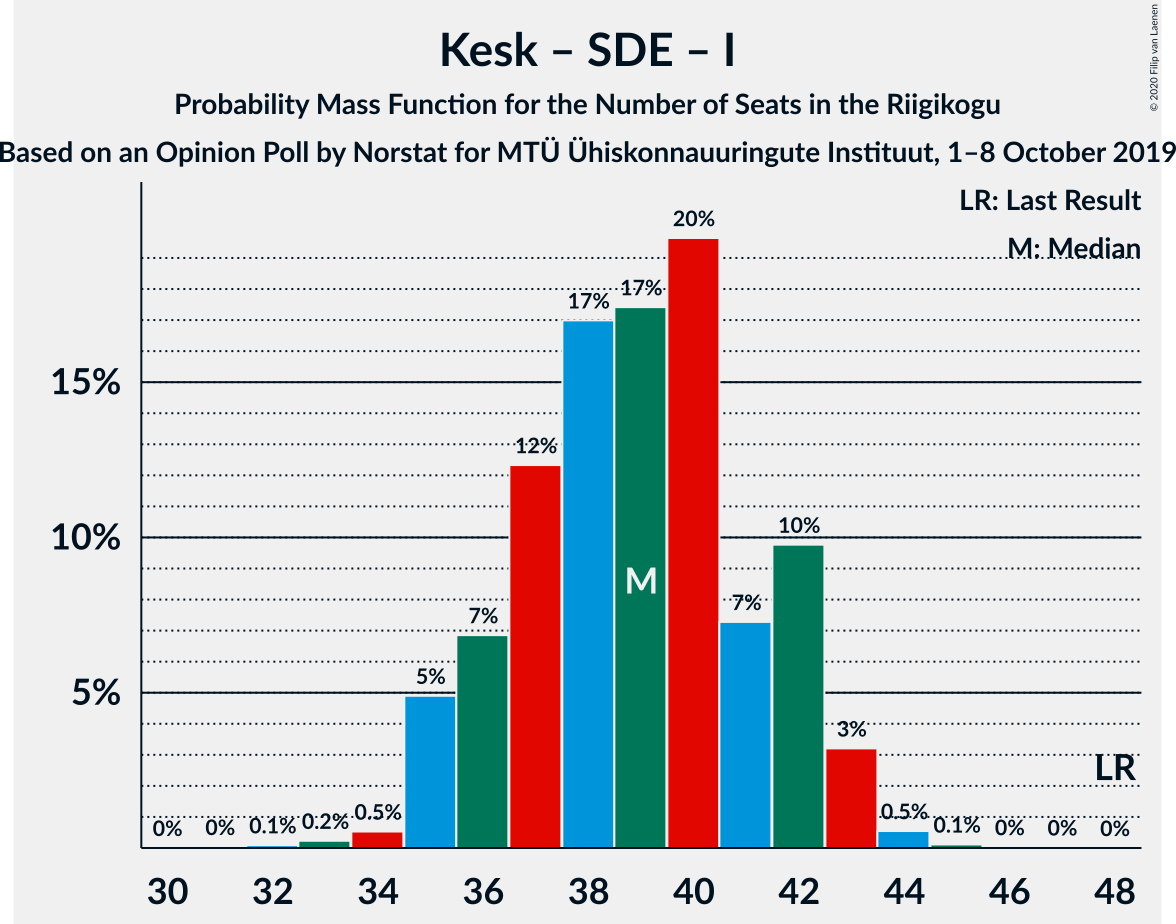 Kesk – SDE – I
Probability Mass Function for the Number of Seats in the Riigikogu
Based on an Opinion Poll by Norstat for MTÜ Ühiskonnauuringute Instituut, 1–8 October 2019
© 2020 Filip van Laenen
LR: Last Result
M: Median
15%
10%
5%
0%
0%
0.1%
0.2%
0.5%
5%
7%
12%
17%
17%
20%
7%
10%
3%
0.5%
0.1%
0%
0%
0%
M
LR
30 32 34 36 38 40 42 44 46 48